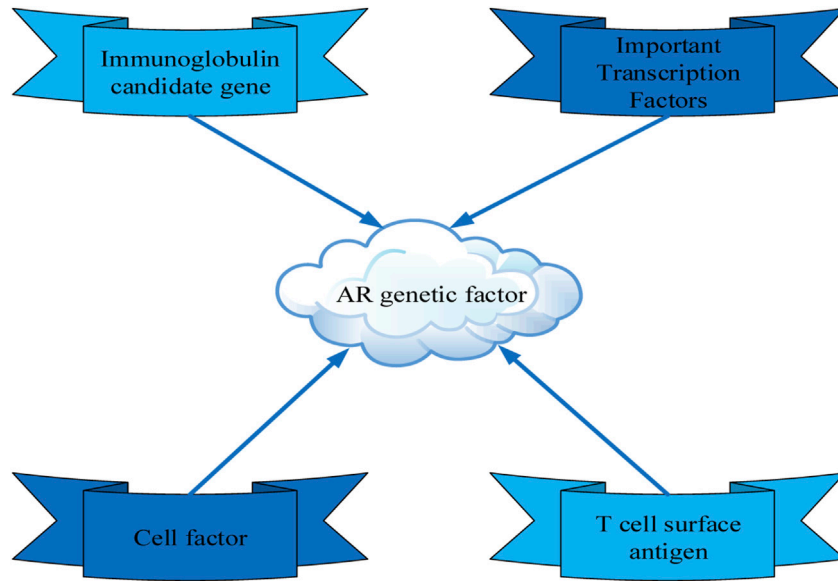 Immunoglobulin
candidate gene
Important
Transcription
Factors
AR genetic factor
Cell factor
T cell surface
antigen